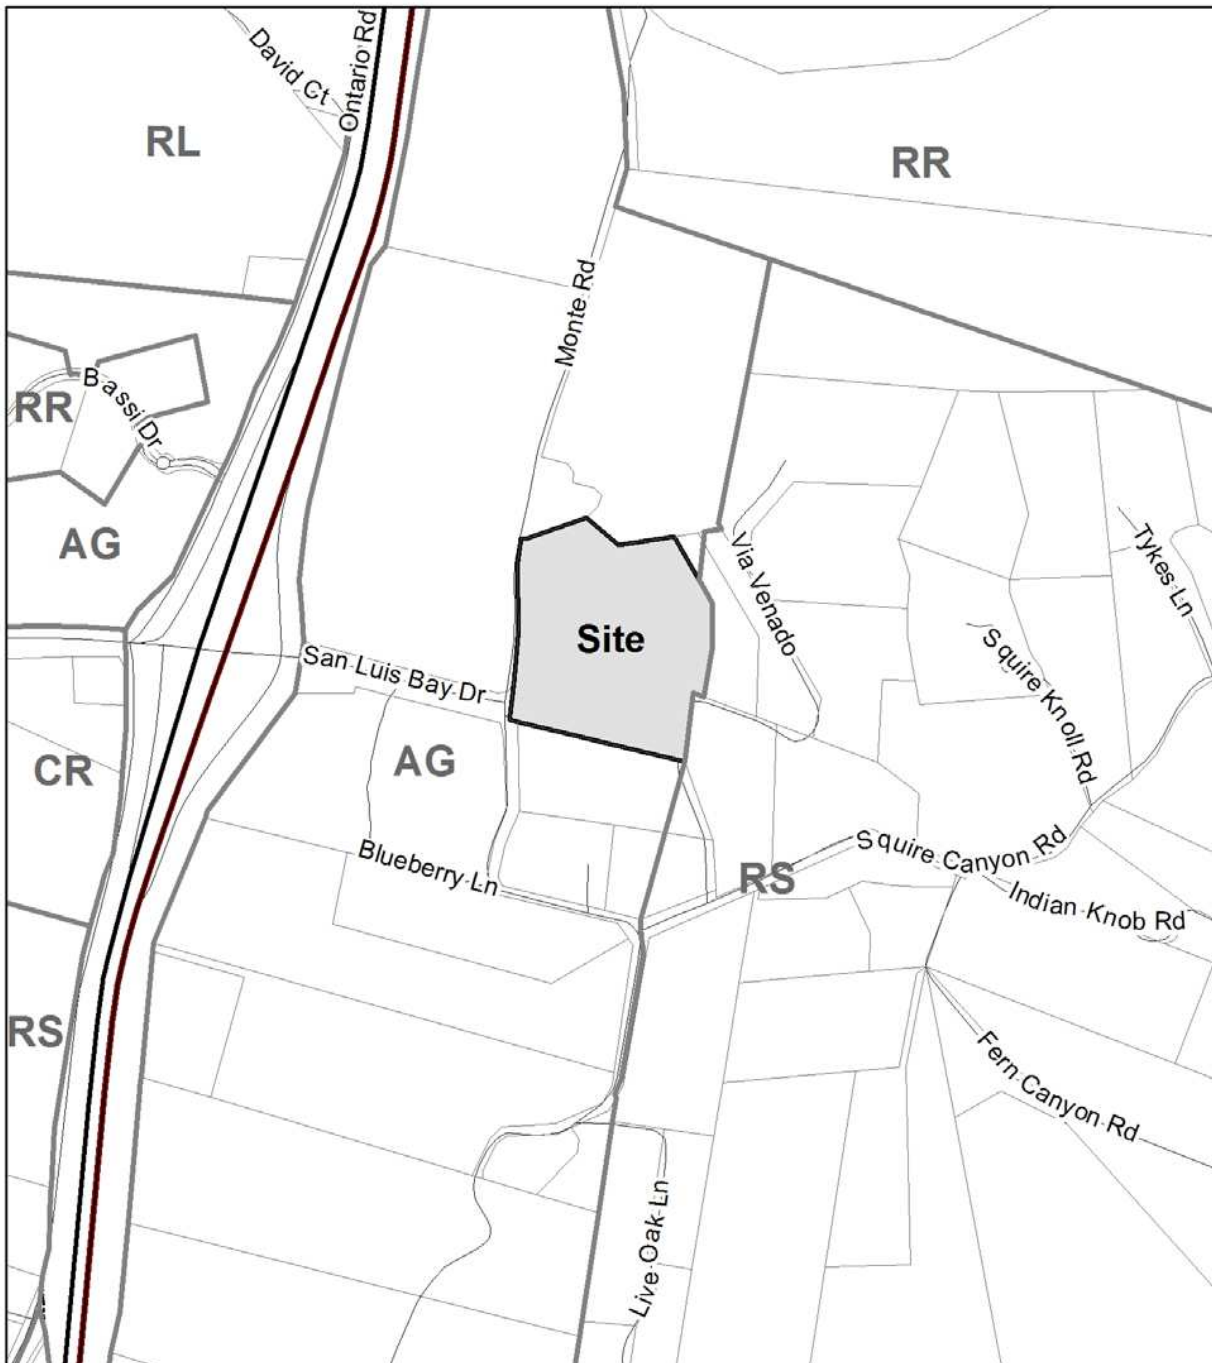 David Ct
Ontario Rd
RL
RR
Monte Rd
RR
Bassi Dr
AG
Via Venado
Tykes Ln
Site
San Luis Bay Dr
Squire Knoll Rd
AG
CR
Blueberry Ln
Squire Canyon Rd
RS
Indian Knob Rd
RS
Fern Canyon Rd
Live Oak Ln